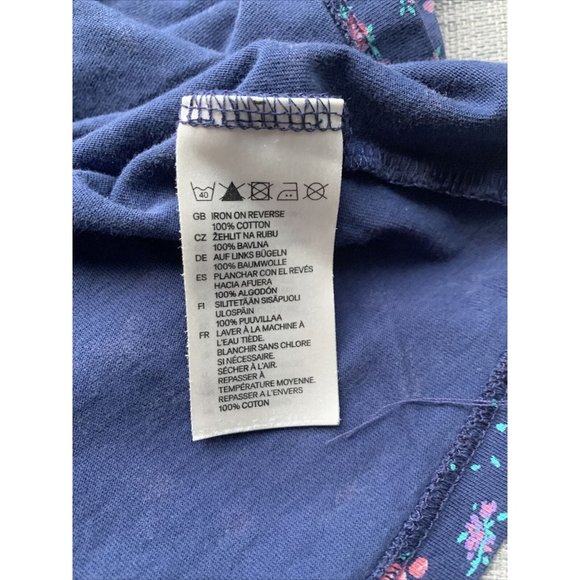 40
GB IRON ON REVERSE
100% COTTON
CZ ŽEHLIT NA RUBU
100% BAVLNA
DE AUF LINKS BÜGELN
100% BAUMWOLLE
ES PLANCHAR CON EL REVÉS
HACIA AFUERA
100% ALGODÓN
FI SILITETÄÄN SISÄPUOLI
ULOSPÄIN
100% PUUVILLAA
FR LAVER À LA MACHINE À
L'EAU TIÈDE.
BLANCHIR SANS CHLORE
SI NÉCESSAIRE.
SÉCHER À L'AIR.
REPASSER À
TEMPÉRATURE MOYENNE.
REPASSER A L'ENVERS
100% COTON